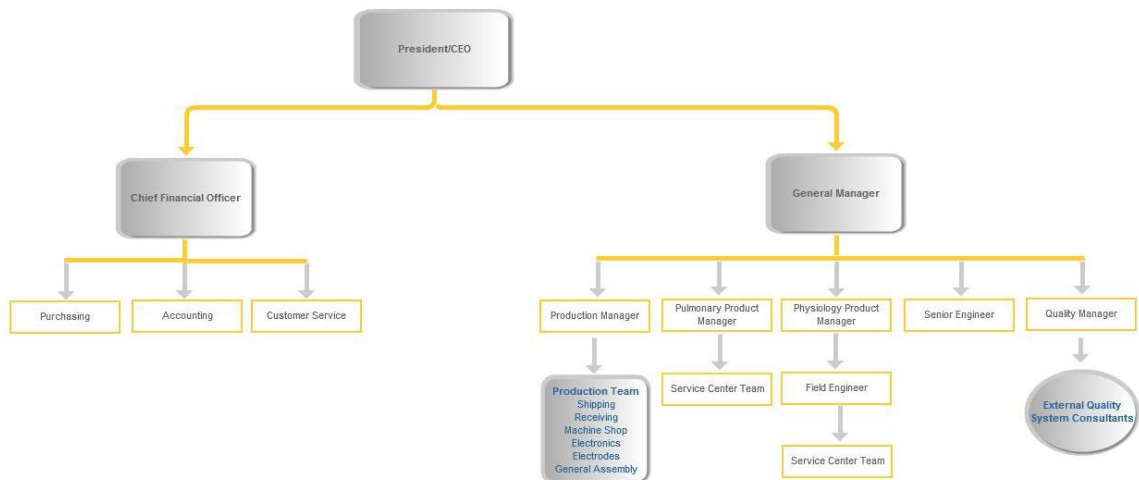 President/CEO
Chief Financial Officer
General Manager
Purchasing
Accounting
Customer Service
Production Manager
Pulmonary Product
Manager
Physiology Product
Manager
Senior Engineer
Quality Manager
Production Team
Shipping
Receiving
Machine Shop
Electronics
Electrodes
General Assembly
Service Center Team
Field Engineer
External Quality
System Consultants
Service Center Team